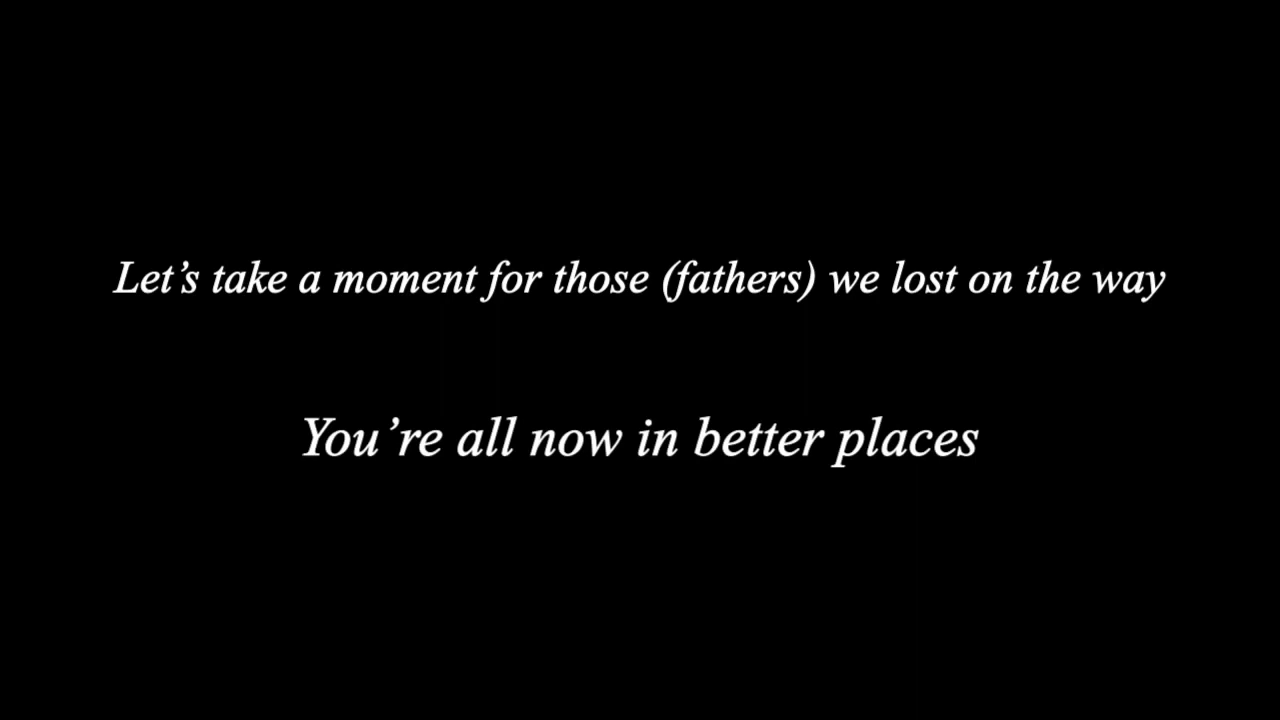 Let’s take a moment for those (fathers) we lost on the way
You’re all now in better places